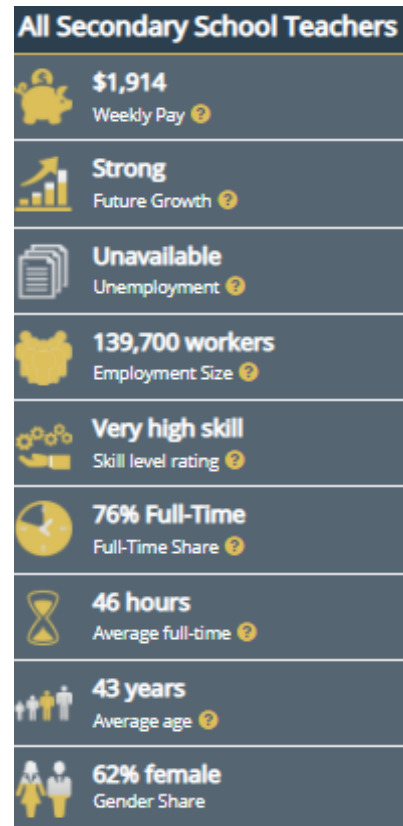 All Secondary School Teachers
$1,914
Weekly Pay ?
Strong
Future Growth ?
Unavailable
Unemployment ?
139,700 workers
Employment Size ?
Very high skill
Skill level rating ?
76% Full-Time
Full-Time Share ?
46 hours
Average full-time ?
43 years
Average age ?
62% female
Gender Share